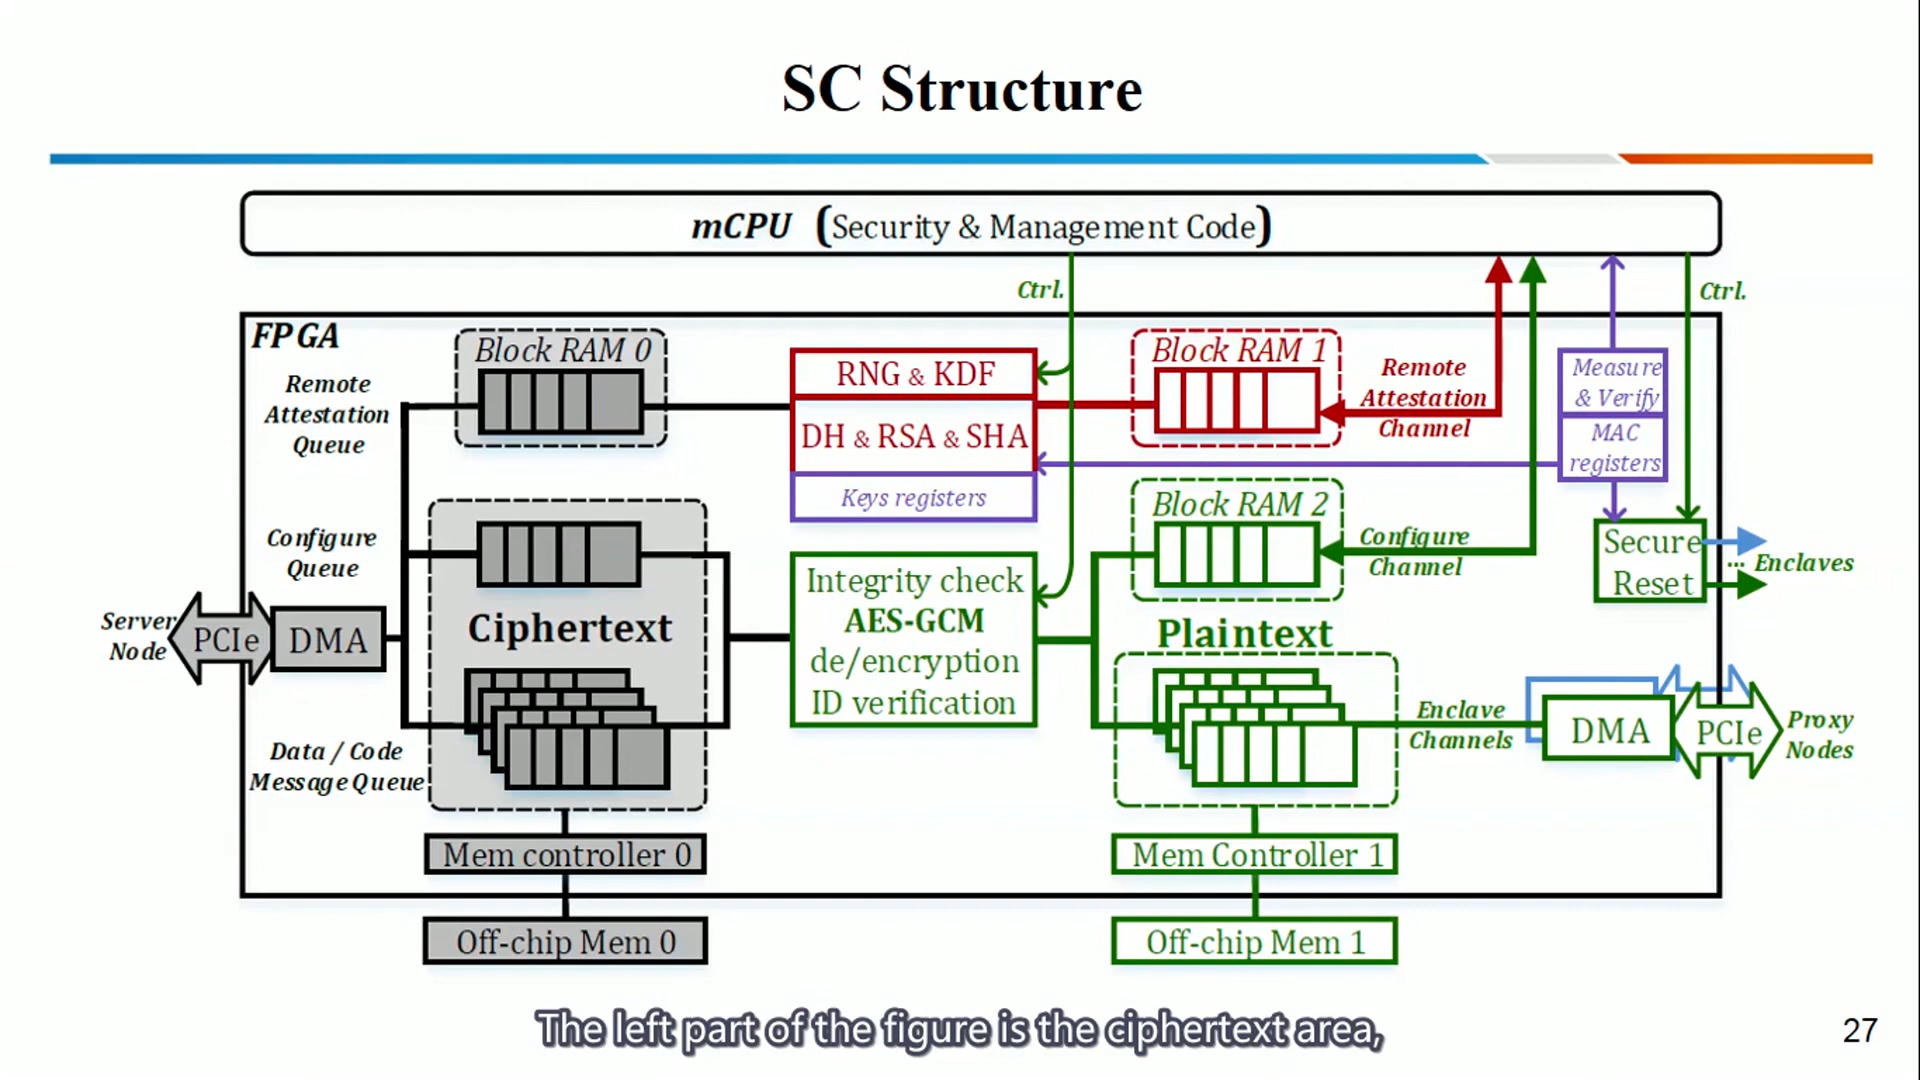 SC Structure
mCPU (Security & Management Code)
Ctrl.
Ctrl.
FPGA
Remote
Attestation
Queue
Block RAM 0
RNG & KDF
DH & RSA & SHA
Keys registers
Block RAM 1
Remote
Attestation
Channel
Measure
& Verify
MAC
registers
Configure
Queue
Ciphertext
Integrity check
AES-GCM
de/encryption
ID verification
Block RAM 2
Configure
Channel
Plaintext
Secure
Reset
... Enclaves
Server
Node
PCIe
DMA
Data / Code
Message Queue
Enclave
Channels
DMA
PCIe
Proxy
Nodes
Mem controller 0
Mem Controller 1
Off-chip Mem 0
Off-chip Mem 1
The left part of the figure is the ciphertext area,
27